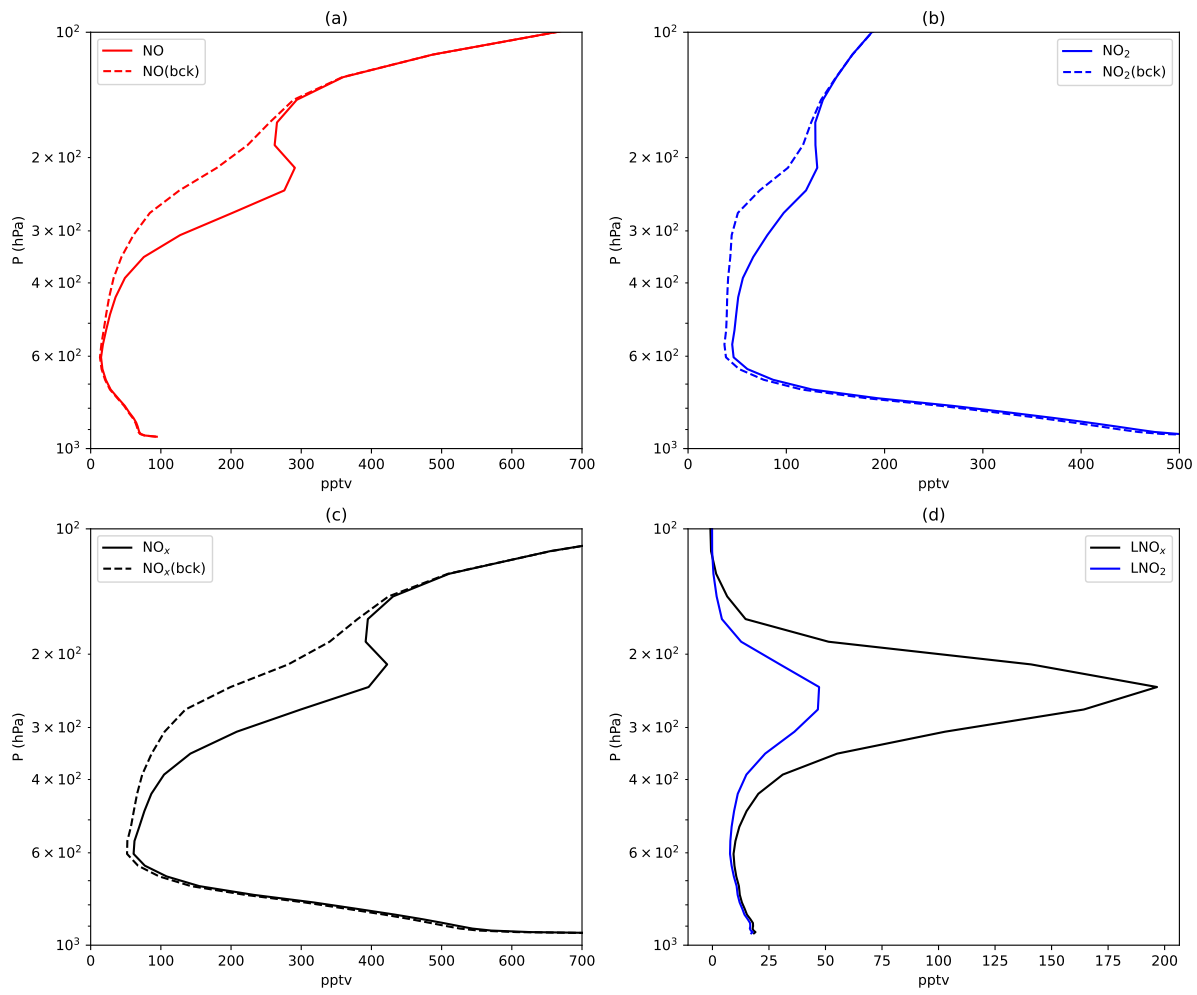 (a)
NO
NO(bck)
10²
2 × 10²
3 × 10²
4 × 10²
6 × 10²
10³
P (hPa)
0 100 200 300 400 500 600 700
pptv
(b)
NO₂
NO₂(bck)
10²
2 × 10²
3 × 10²
4 × 10²
6 × 10²
10³
P (hPa)
0 100 200 300 400 500
pptv
(c)
NOₓ
NOₓ(bck)
10²
2 × 10²
3 × 10²
4 × 10²
6 × 10²
10³
P (hPa)
0 100 200 300 400 500 600 700
pptv
(d)
LNOₓ
LNO₂
10²
2 × 10²
3 × 10²
4 × 10²
6 × 10²
10³
P (hPa)
0 25 50 75 100 125 150 175 200
pptv